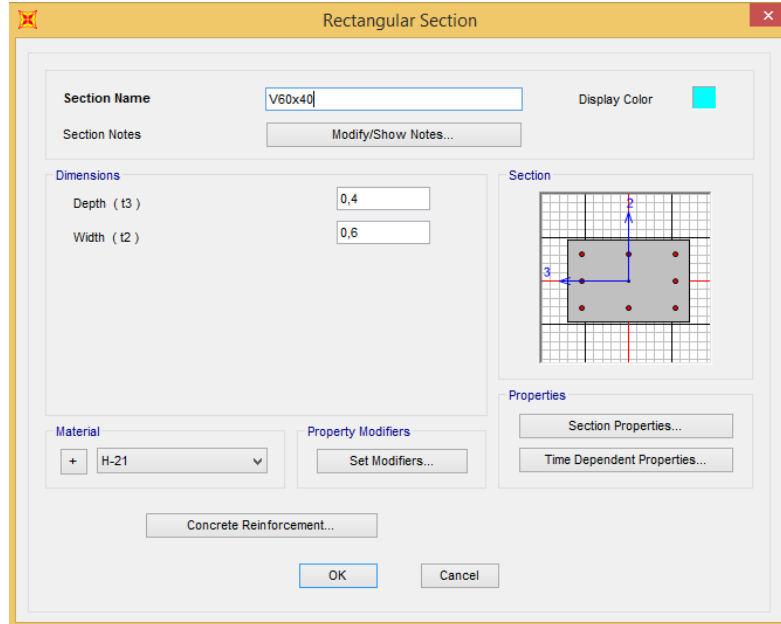 Rectangular Section
Section Name
V60x40
Display Color
Section Notes
Modify/Show Notes...
Dimensions
Depth ( t3 )
0,4
Width ( t2 )
0,6
Section
2
3
Properties
Section Properties...
Time Dependent Properties...
Material
+
H-21
Property Modifiers
Set Modifiers...
Concrete Reinforcement...
OK
Cancel